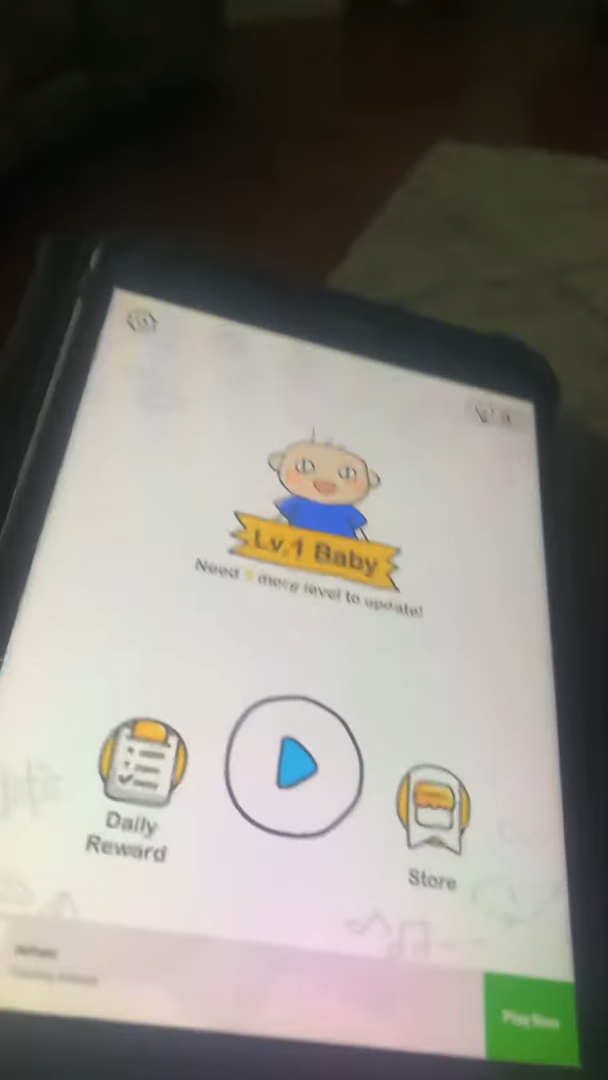 Lv.1 Baby
Need more level to update!
Daily
Reward
Store
Play Now